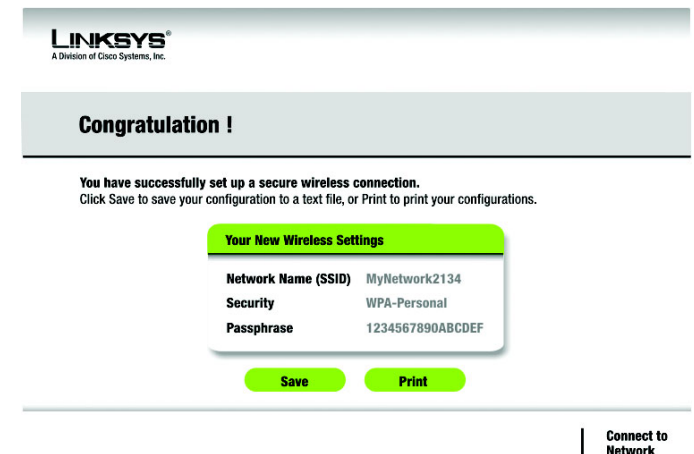 LINKSYS®
A Division of Cisco Systems, Inc.
Congratulation !
You have successfully set up a secure wireless connection.
Click Save to save your configuration to a text file, or Print to print your configurations.
Your New Wireless Settings
Network Name (SSID) MyNetwork2134
Security WPA-Personal
Passphrase 1234567890ABCDEF
Save Print
Connect to
Network